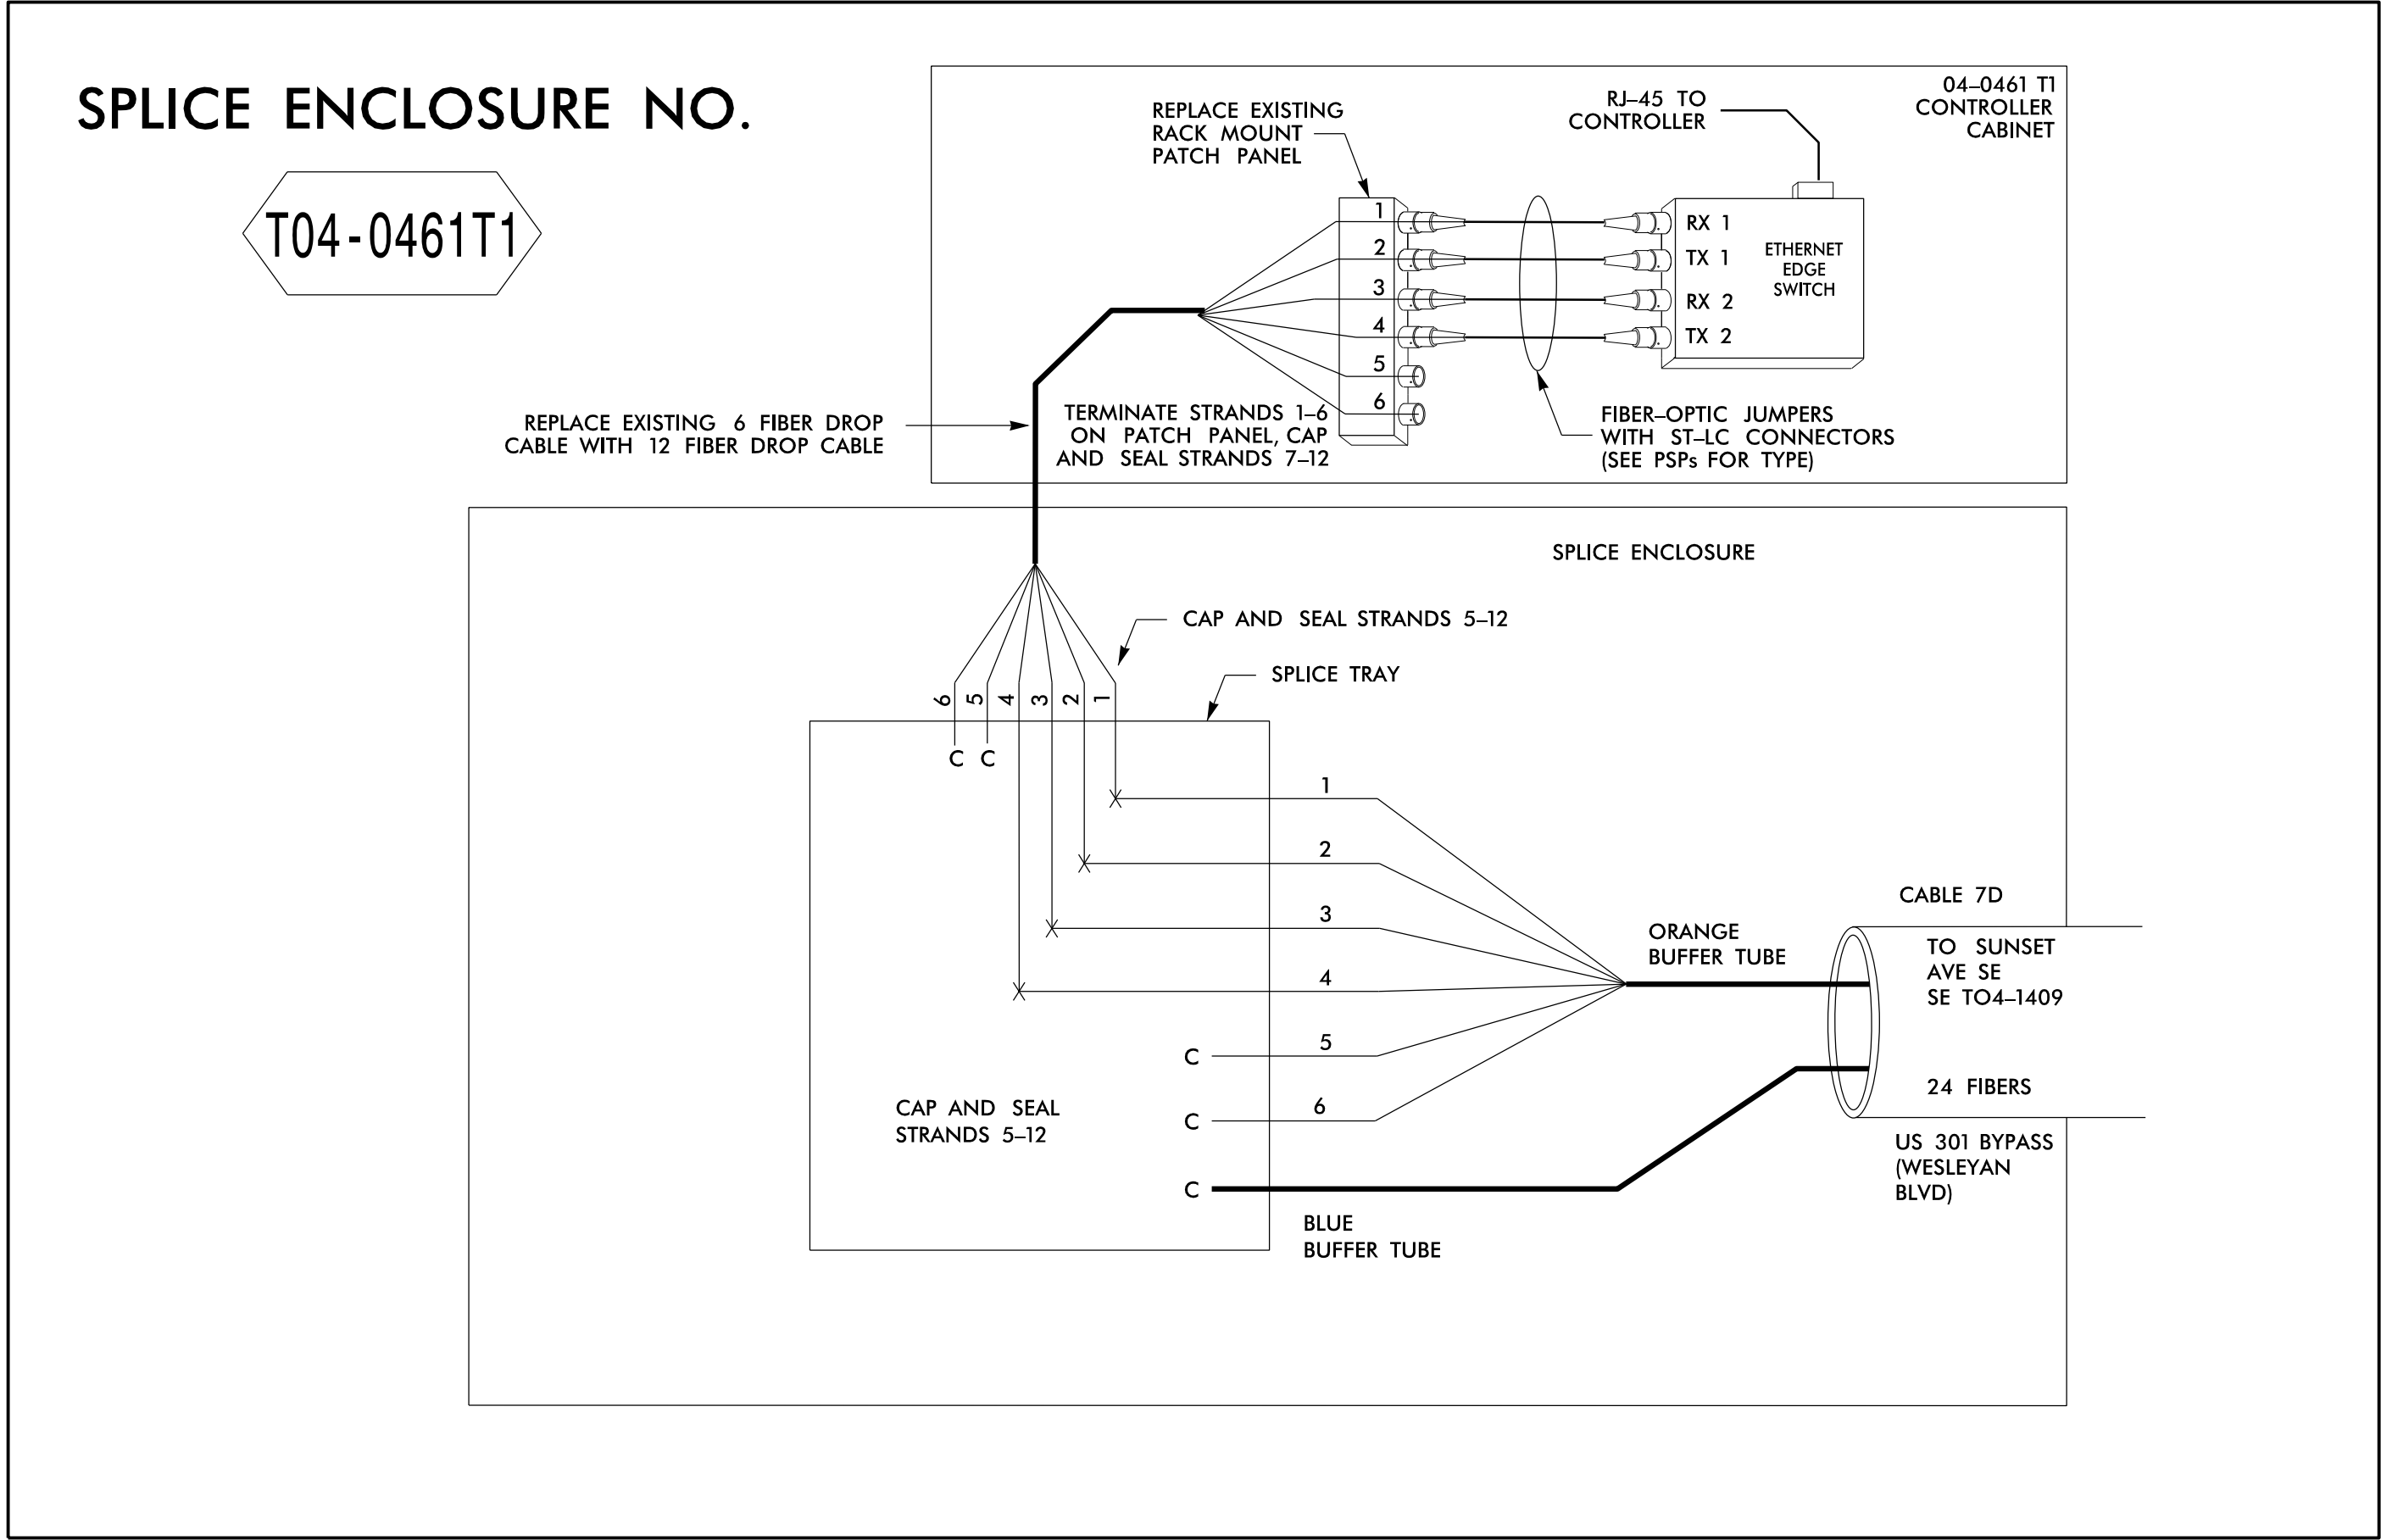 SPLICE ENCLOSURE NO.
T04-0461T1
04-0461 T1
CONTROLLER
CABINET
REPLACE EXISTING
RACK MOUNT
PATCH PANEL
RJ-45 TO
CONTROLLER
1
2
3
4
5
6
RX 1
TX 1
RX 2
TX 2
ETHERNET
EDGE
SWITCH
REPLACE EXISTING 6 FIBER DROP
CABLE WITH 12 FIBER DROP CABLE
TERMINATE STRANDS 1-6
ON PATCH PANEL, CAP
AND SEAL STRANDS 7-12
FIBER-OPTIC JUMPERS
WITH ST-LC CONNECTORS
(SEE PSPs FOR TYPE)
SPLICE ENCLOSURE
CAP AND SEAL STRANDS 5-12
SPLICE TRAY
6 5 4 3 2 1
C C
1
2
3
4
C 5
C 6
C
CAP AND SEAL
STRANDS 5-12
BLUE
BUFFER TUBE
ORANGE
BUFFER TUBE
CABLE 7D
TO SUNSET
AVE SE
SE TO4-1409
24 FIBERS
US 301 BYPASS
(WESLEYAN
BLVD)